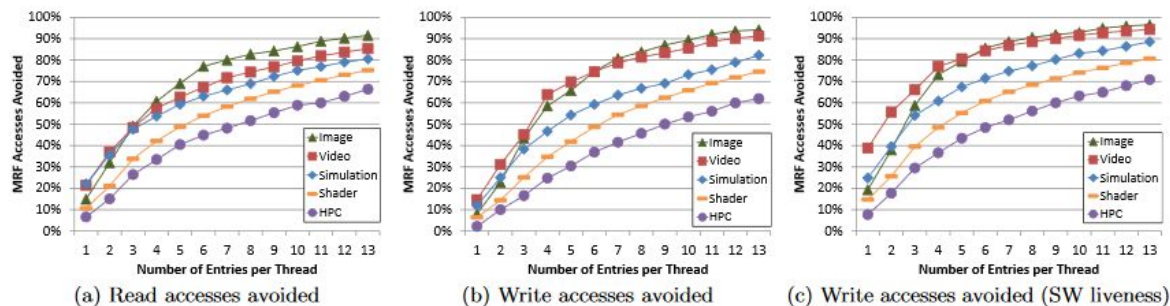 100%
90%
80%
70%
60%
50%
40%
30%
20%
10%
0%
MRF Accesses Avoided
Image
Video
Simulation
Shader
HPC
1 2 3 4 5 6 7 8 9 10 11 12 13
Number of Entries per Thread
(a) Read accesses avoided
100%
90%
80%
70%
60%
50%
40%
30%
20%
10%
0%
MRF Accesses Avoided
Image
Video
Simulation
Shader
HPC
1 2 3 4 5 6 7 8 9 10 11 12 13
Number of Entries per Thread
(b) Write accesses avoided
100%
90%
80%
70%
60%
50%
40%
30%
20%
10%
0%
MRF Accesses Avoided
Image
Video
Simulation
Shader
HPC
1 2 3 4 5 6 7 8 9 10 11 12 13
Number of Entries per Thread
(c) Write accesses avoided (SW liveness)